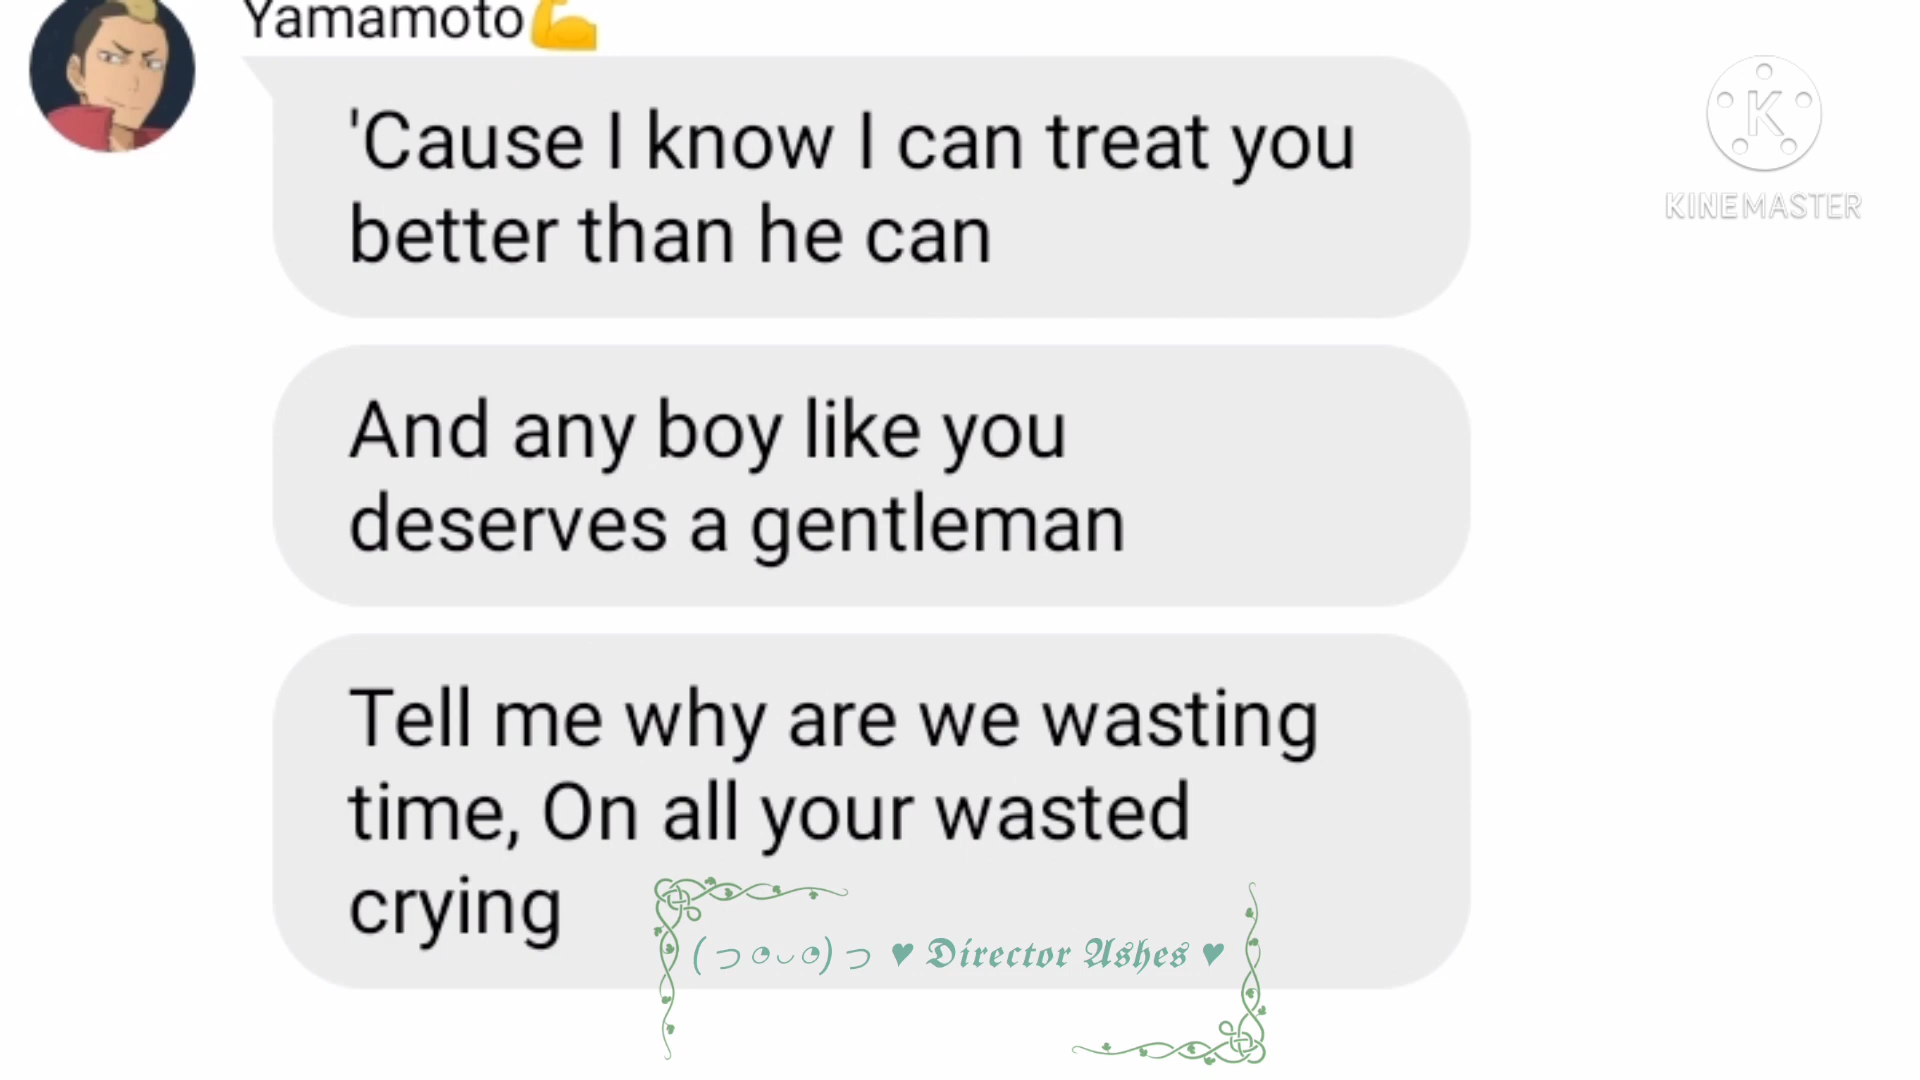 Yamamoto💪
'Cause I know I can treat you
better than he can
And any boy like you
deserves a gentleman
Tell me why are we wasting
time, On all your wasted
crying
K
KINEMASTER
(つ◔◡◔)つ ♥ 𝕯𝖎𝖗𝖊𝖈𝖙𝖔𝖗 𝕬𝖘𝖍𝖊𝖘 ♥